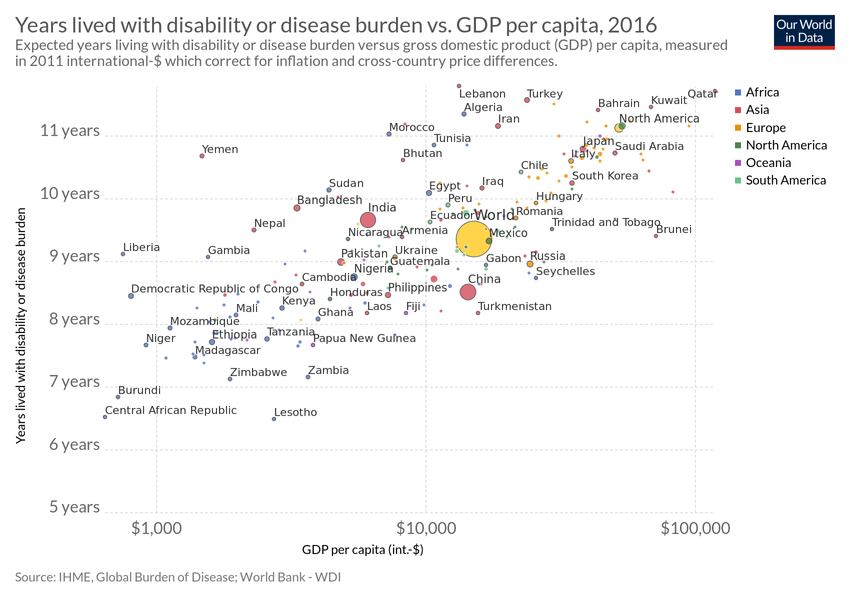 Years lived with disability or disease burden vs. GDP per capita, 2016
Our World
in Data
Expected years living with disability or disease burden versus gross domestic product (GDP) per capita, measured
in 2011 international-$ which correct for inflation and cross-country price differences.
Years lived with disability or disease burden
11 years
10 years
9 years
8 years
7 years
6 years
5 years
Lebanon
Turkey
Qatar
Algeria
Bahrain
Kuwait
Iran
North America
Morocco
Tunisia
Japan
Saudi Arabia
Yemen
Bhutan
Italy
Chile
South Korea
Sudan
Egypt
Iraq
Bangladesh
Peru
Hungary
India
Ecuador
World
Romania
Nepal
Nicaragua
Armenia
Mexico
Trinidad and Tobago
Brunei
Liberia
Gambia
Pakistan
Ukraine
Guatemala
Gabon
Russia
Nigeria
Seychelles
Cambodia
China
Democratic Republic of Congo
Honduras
Philippines
Kenya
Mali
Ghana
Laos
Fiji
Turkmenistan
Mozambique
Niger
Ethiopia
Tanzania
Papua New Guinea
Madagascar
Zimbabwe
Zambia
Burundi
Central African Republic
Lesotho
Africa
Asia
Europe
North America
Oceania
South America
$1,000
$10,000
$100,000
GDP per capita (int.-$)
Source: IHME, Global Burden of Disease; World Bank - WDI